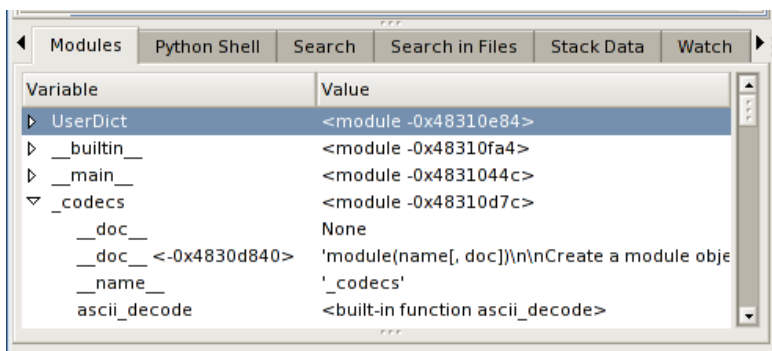 Modules Python Shell Search Search in Files Stack Data Watch
Variable Value
UserDict <module -0x48310e84>
__builtin__ <module -0x48310fa4>
__main__ <module -0x4831044c>
_codecs <module -0x48310d7c>
__doc__ None
__doc__ <-0x4830d840> 'module(name[, doc])\n\nCreate a module obje
__name__ '_codecs'
ascii_decode <built-in function ascii_decode>